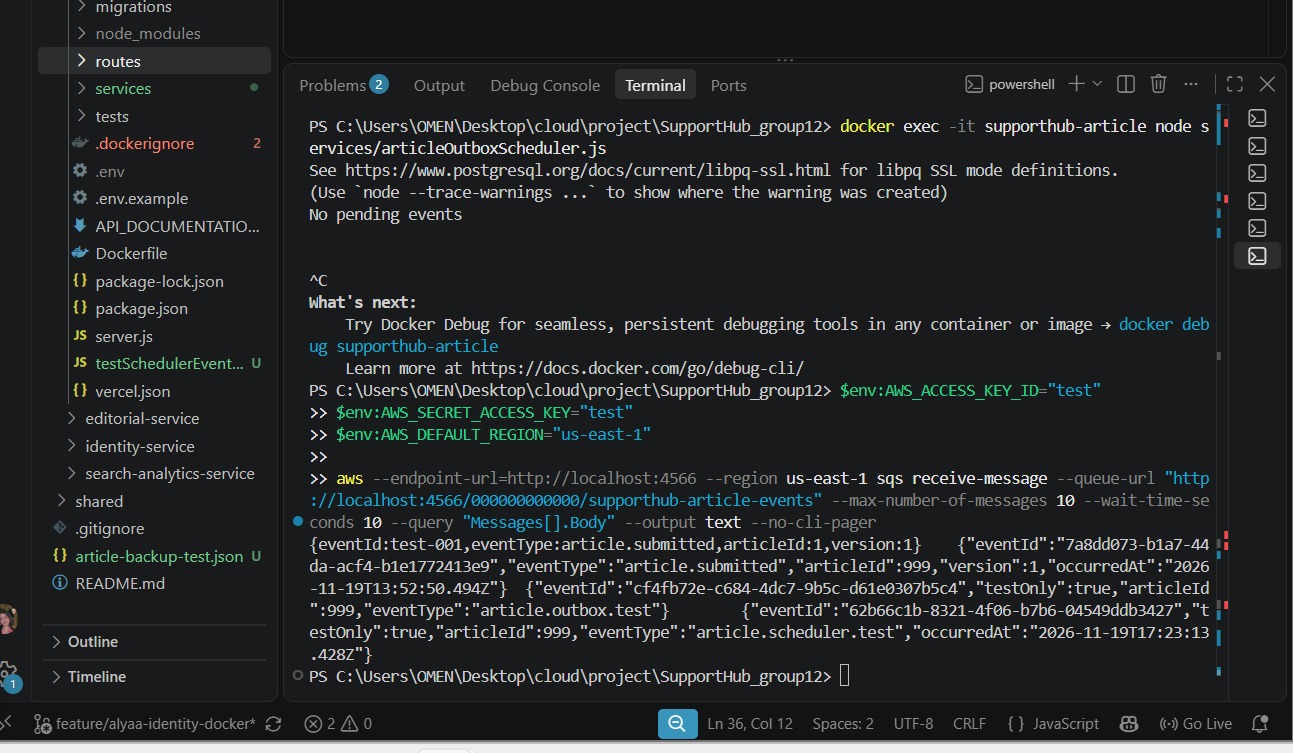 migrations
node_modules
routes
services
tests
.dockerignore 2
.env
.env.example
API_DOCUMENTATIO...
Dockerfile
package-lock.json
package.json
JS server.js
JS testSchedulerEvent... U
vercel.json
editorial-service
identity-service
search-analytics-service
shared
.gitignore
article-backup-test.json U
README.md
Outline
Timeline
Problems 2 Output Debug Console Terminal Ports
powershell
PS C:\Users\OMEN\Desktop\cloud\project\SupportHub_group12> docker exec -it supporthub-article node s
ervices/articleOutboxScheduler.js
See https://www.postgresql.org/docs/current/libpq-ssl.html for libpq SSL mode definitions.
(Use `node --trace-warnings ...` to show where the warning was created)
No pending events
^C
What's next:
Try Docker Debug for seamless, persistent debugging tools in any container or image → docker deb
ug supporthub-article
Learn more at https://docs.docker.com/go/debug-cli/
PS C:\Users\OMEN\Desktop\cloud\project\SupportHub_group12> $env:AWS_ACCESS_KEY_ID="test"
>> $env:AWS_SECRET_ACCESS_KEY="test"
>> $env:AWS_DEFAULT_REGION="us-east-1"
>>
>> aws --endpoint-url=http://localhost:4566 --region us-east-1 sqs receive-message --queue-url "http
://localhost:4566/000000000000/supporthub-article-events" --max-number-of-messages 10 --wait-time-se
conds 10 --query "Messages[].Body" --output text --no-cli-pager
{eventId:test-001,eventType:article.submitted,articleId:1,version:1} {"eventId":"7a8dd073-b1a7-44
da-acf4-b1e1772413e9","eventType":"article.submitted","articleId":999,"version":1,"occurredAt":"2026
-11-19T13:52:50.494Z"} {"eventId":"cf4fb72e-c684-4dc7-9b5c-d61e0307b5c4","testOnly":true,"articleId
":999,"eventType":"article.outbox.test"} {"eventId":"62b66c1b-8321-4f06-b7b6-04549ddb3427","t
estOnly":true,"articleId":999,"eventType":"article.scheduler.test","occurredAt":"2026-11-19T17:23:13
.428Z"}
PS C:\Users\OMEN\Desktop\cloud\project\SupportHub_group12>
1
feature/alyaa-identity-docker* 2 0 Ln 36, Col 12 Spaces: 2 UTF-8 CRLF { } JavaScript Go Live